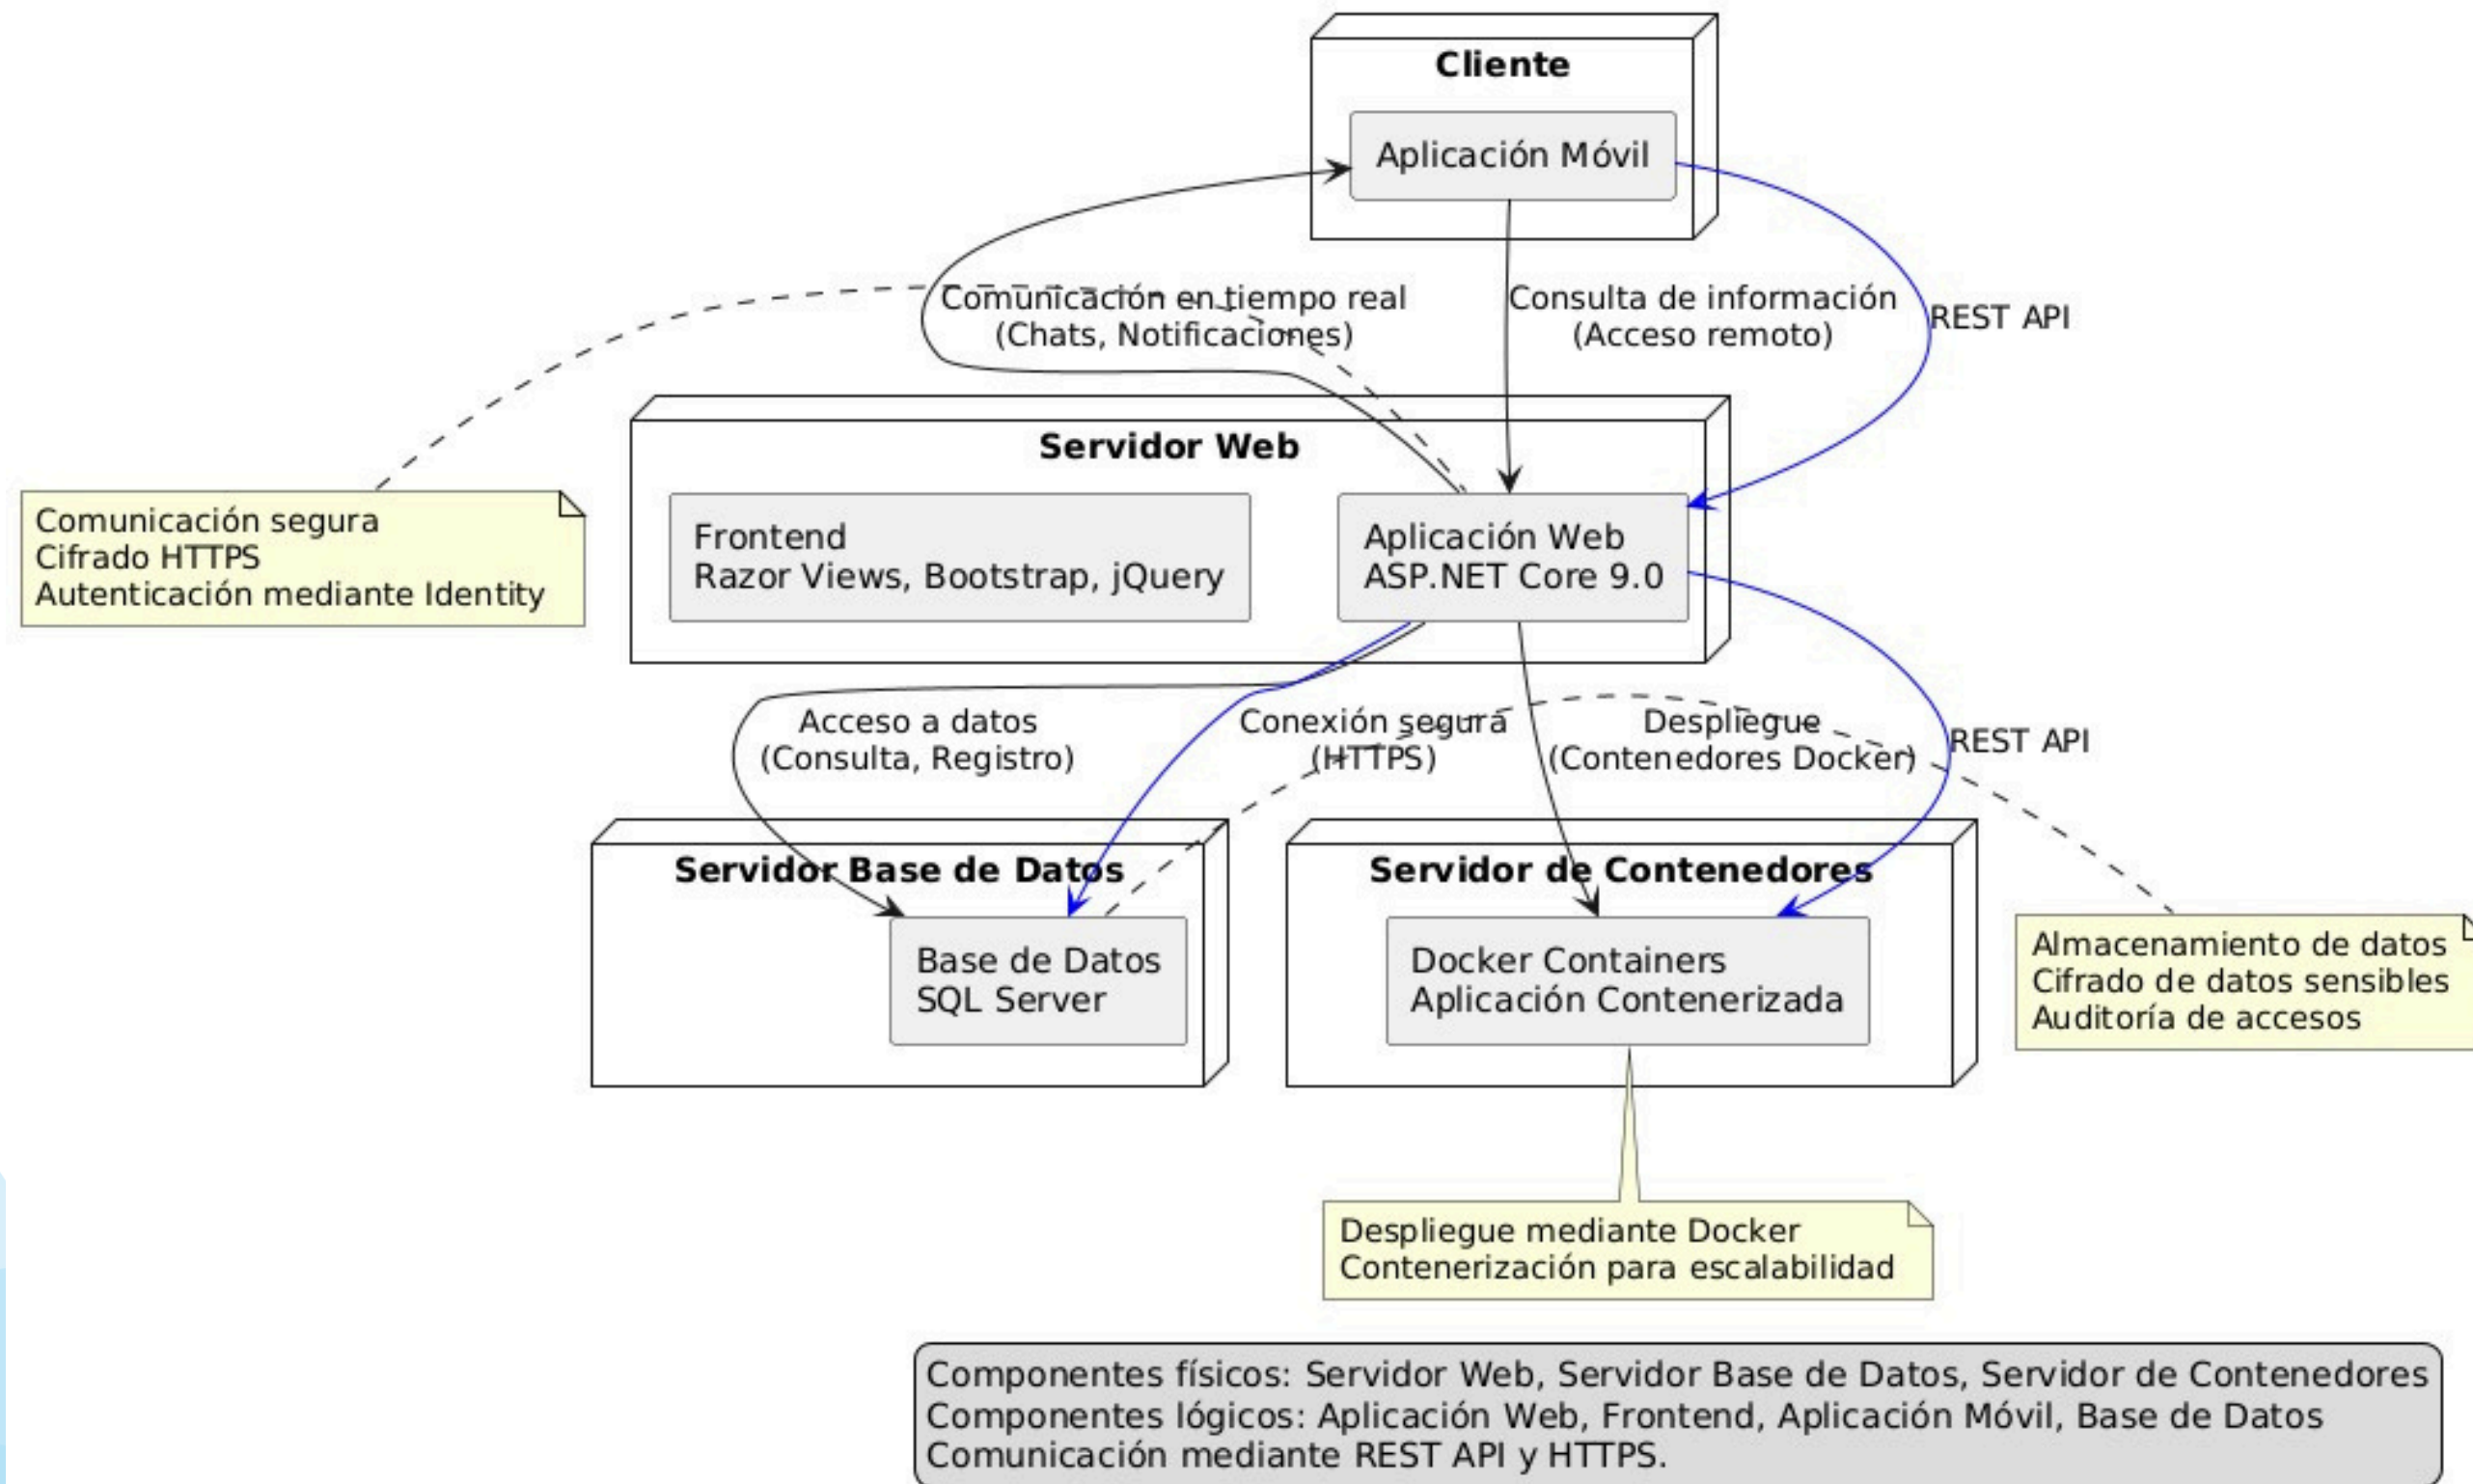 Cliente
Aplicación Móvil
Comunicación en tiempo real
(Chats, Notificaciones)
Consulta de información
(Acceso remoto)
REST API
Servidor Web
Comunicación segura
Cifrado HTTPS
Autenticación mediante Identity
Frontend
Razor Views, Bootstrap, jQuery
Aplicación Web
ASP.NET Core 9.0
Acceso a datos
(Consulta, Registro)
Conexión segura
(HTTPS)
Despliegue
(Contenedores Docker)
REST API
Servidor Base de Datos
Base de Datos
SQL Server
Servidor de Contenedores
Docker Containers
Aplicación Contenerizada
Almacenamiento de datos
Cifrado de datos sensibles
Auditoría de accesos
Despliegue mediante Docker
Contenerización para escalabilidad
Componentes físicos: Servidor Web, Servidor Base de Datos, Servidor de Contenedores
Componentes lógicos: Aplicación Web, Frontend, Aplicación Móvil, Base de Datos
Comunicación mediante REST API y HTTPS.